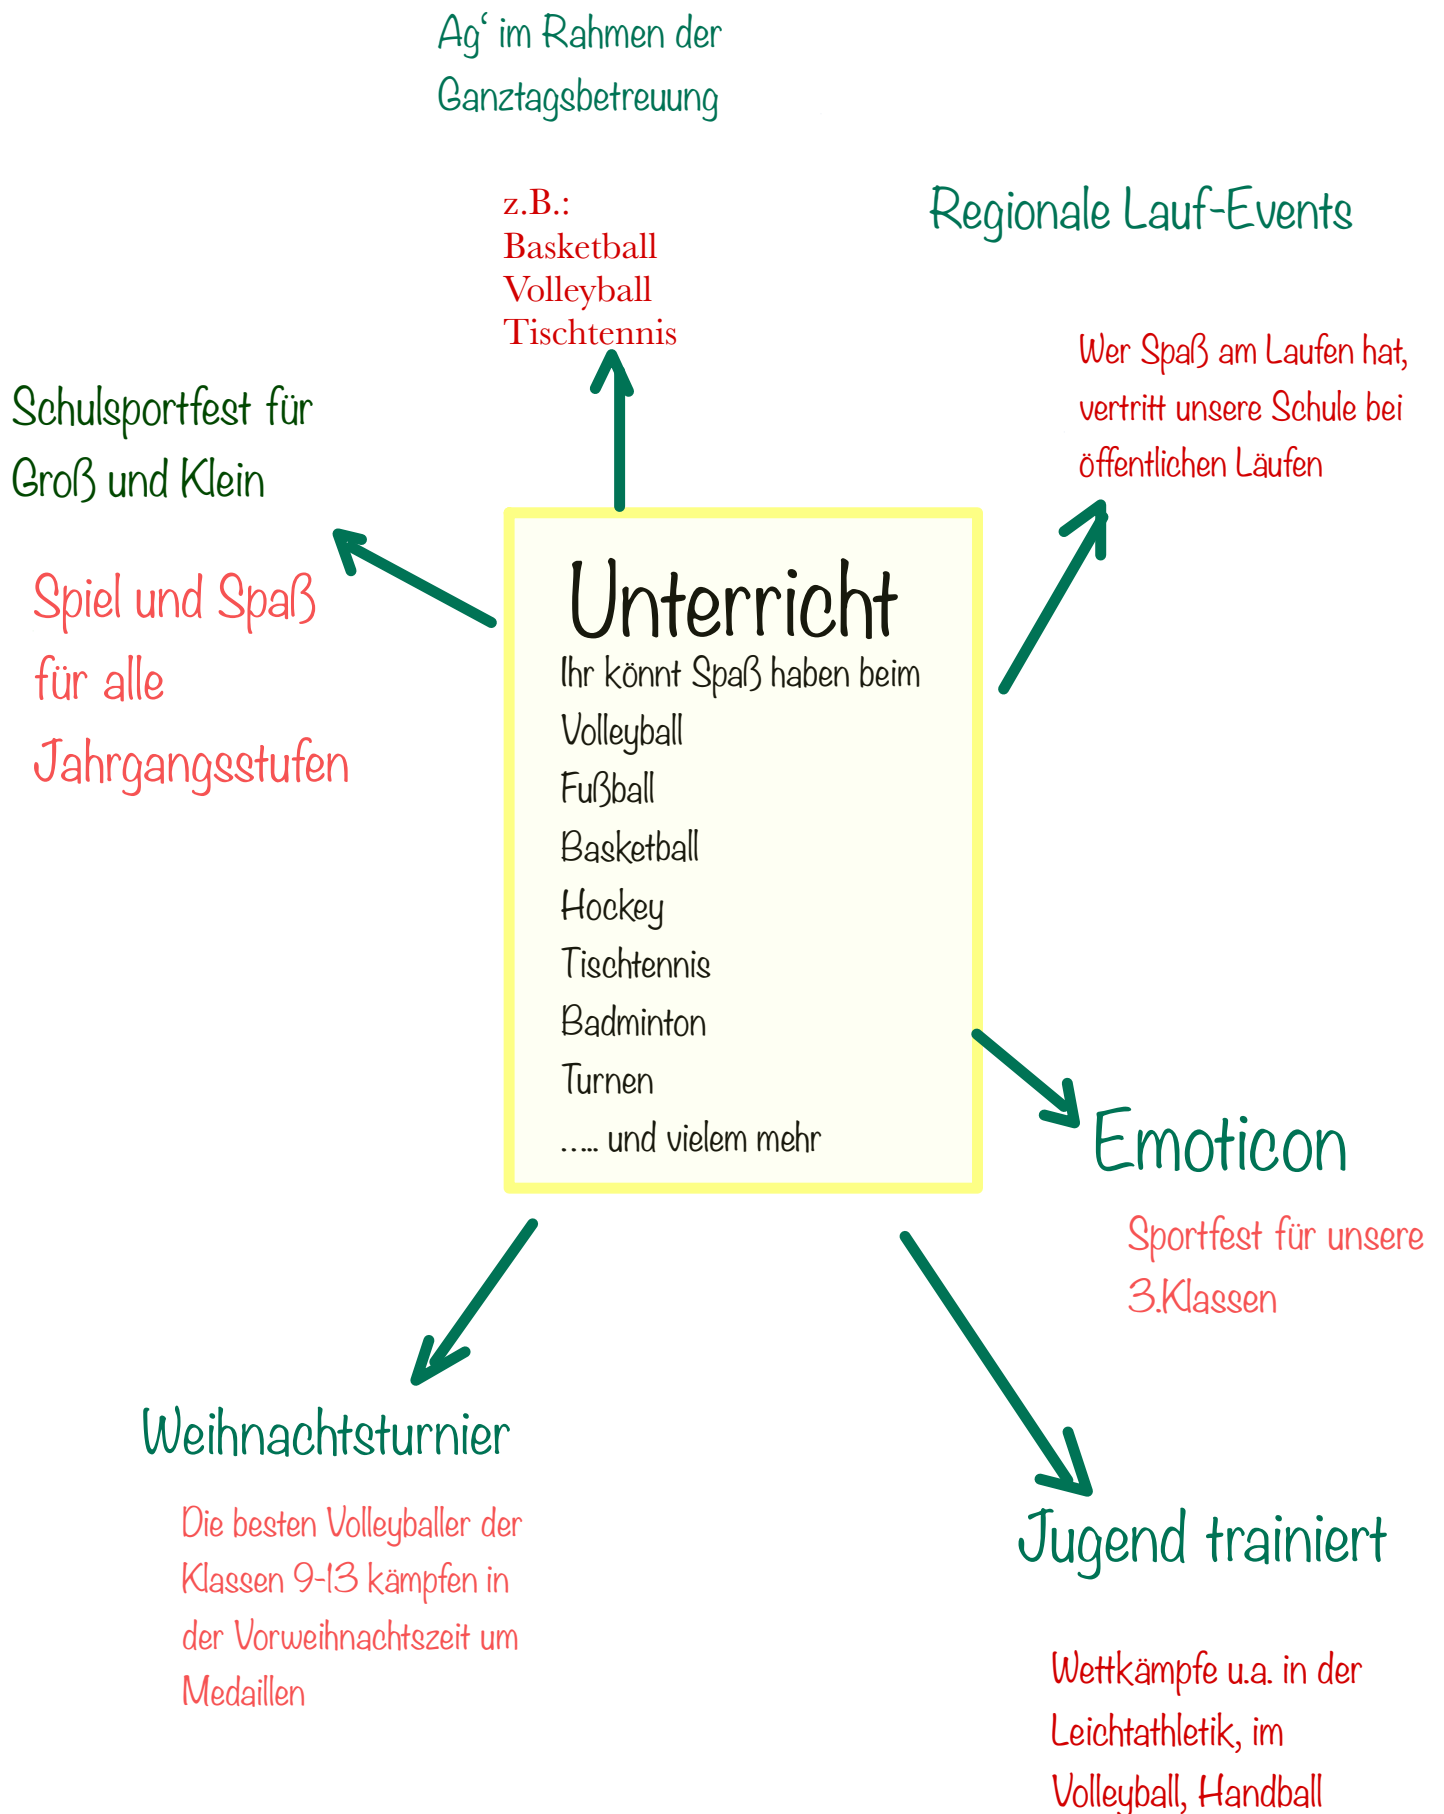 Ag‘ im Rahmen der
Ganztagsbetreuung
z.B.:
Basketball
Volleyball
Tischtennis
Regionale Lauf-Events
Wer Spaß am Laufen hat,
vertritt unsere Schule bei
öffentlichen Läufen
Schulsportfest für
Groß und Klein
Spiel und Spaß
für alle
Jahrgangsstufen
Unterricht
Ihr könnt Spaß haben beim
Volleyball
Fußball
Basketball
Hockey
Tischtennis
Badminton
Turnen
….. und vielem mehr
Emoticon
Sportfest für unsere
3.Klassen
Weihnachtsturnier
Die besten Volleyballer der
Klassen 9-13 kämpfen in
der Vorweihnachtszeit um
Medaillen
Jugend trainiert
Wettkämpfe u.a. in der
Leichtathletik, im
Volleyball, Handball